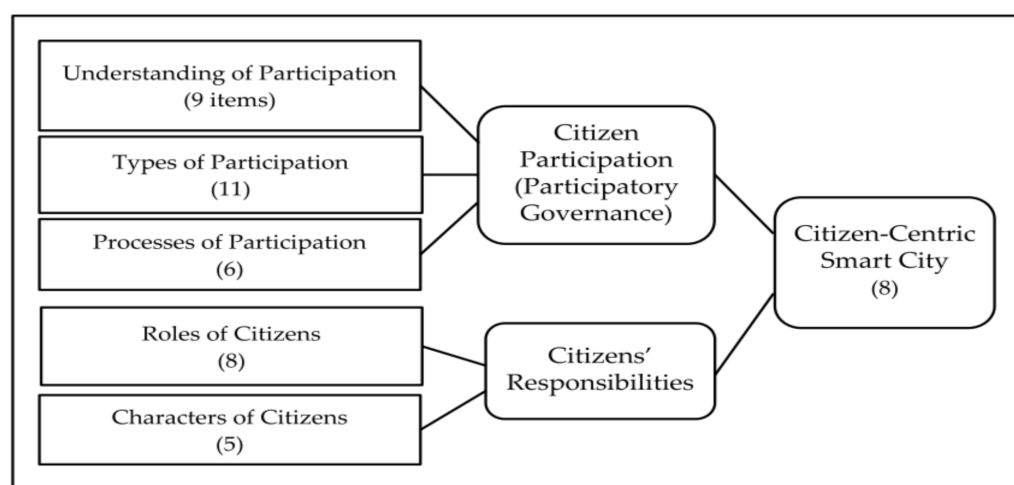 Understanding of Participation
(9 items)
Types of Participation
(11)
Processes of Participation
(6)
Roles of Citizens
(8)
Characters of Citizens
(5)
Citizen
Participation
(Participatory
Governance)
Citizens’
Responsibilities
Citizen-Centric
Smart City
(8)